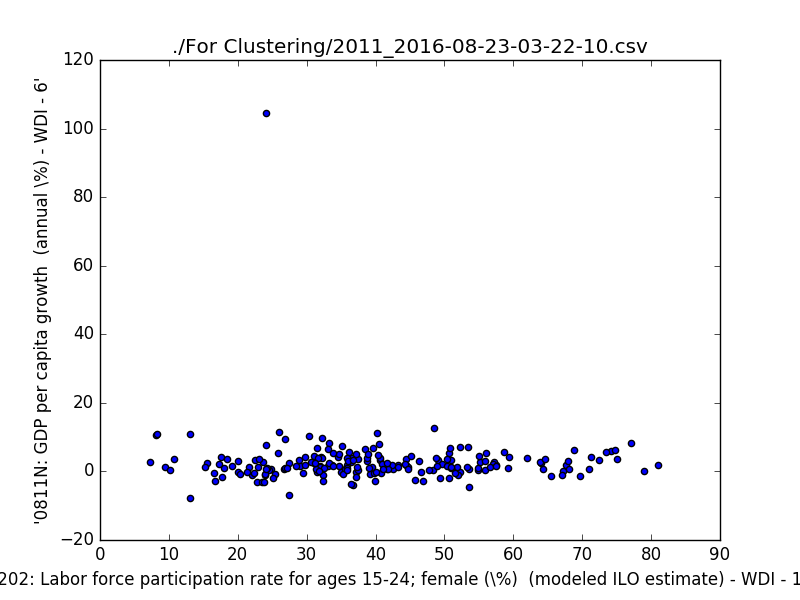 ./For Clustering/2011_2016-08-23-03-22-10.csv
'0811N: GDP per capita growth  (annual \%) - WDI - 6'
120
100
80
60
40
20
0
−20
0 10 20 30 40 50 60 70 80 90
202: Labor force participation rate for ages 15-24; female (\%)  (modeled ILO estimate) - WDI - 1